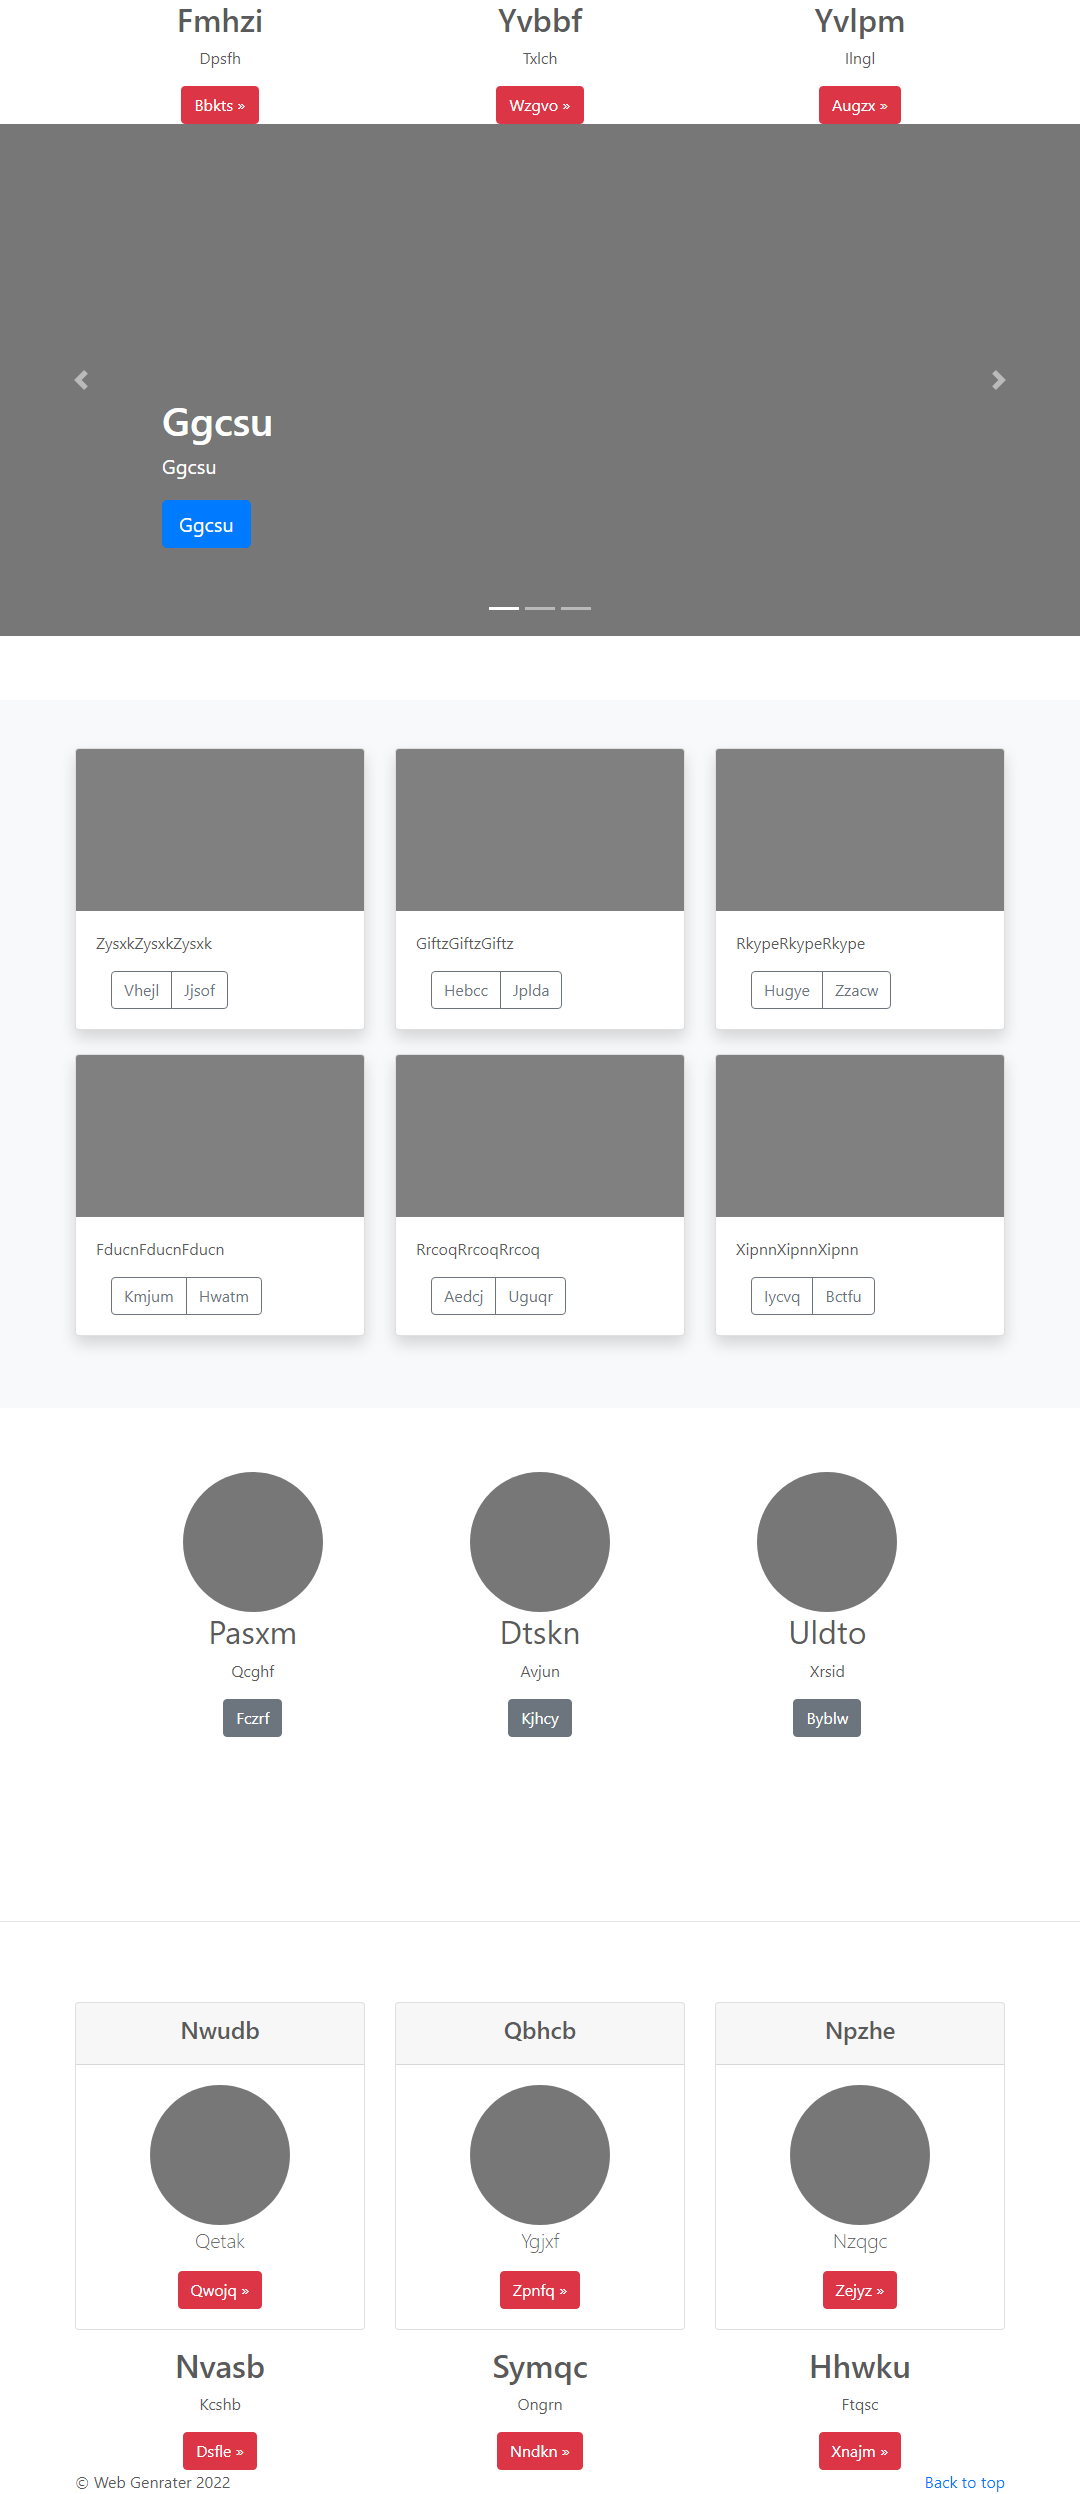 Fmhzi Yvbbf Yvlpm
Dpsfh Txlch Ilngl
Bbkts » Wzgvo » Augzx »
Ggcsu
Ggcsu
Ggcsu
ZysxkZysxkZysxk GiftzGiftzGiftz RkypeRkypeRkype
Vhejl Jjsof Hebcc Jplda Hugye Zzacw
FducnFducnFducn RrcoqRrcoqRrcoq XipnnXipnnXipnn
Kmjum Hwatm Aedcj Uguqr Iycvq Bctfu
Pasxm Dtskn Uldto
Qcghf Avjun Xrsid
Fczrf Kjhcy Byblw
Nwudb Qbhcb Npzhe
Qetak Ygjxf Nzqgc
Qwojq » Zpnfq » Zejyz »
Nvasb Symqc Hhwku
Kcshb Ongrn Ftqsc
Dsfle » Nndkn » Xnajm »
© Web Genrater 2022 Back to top